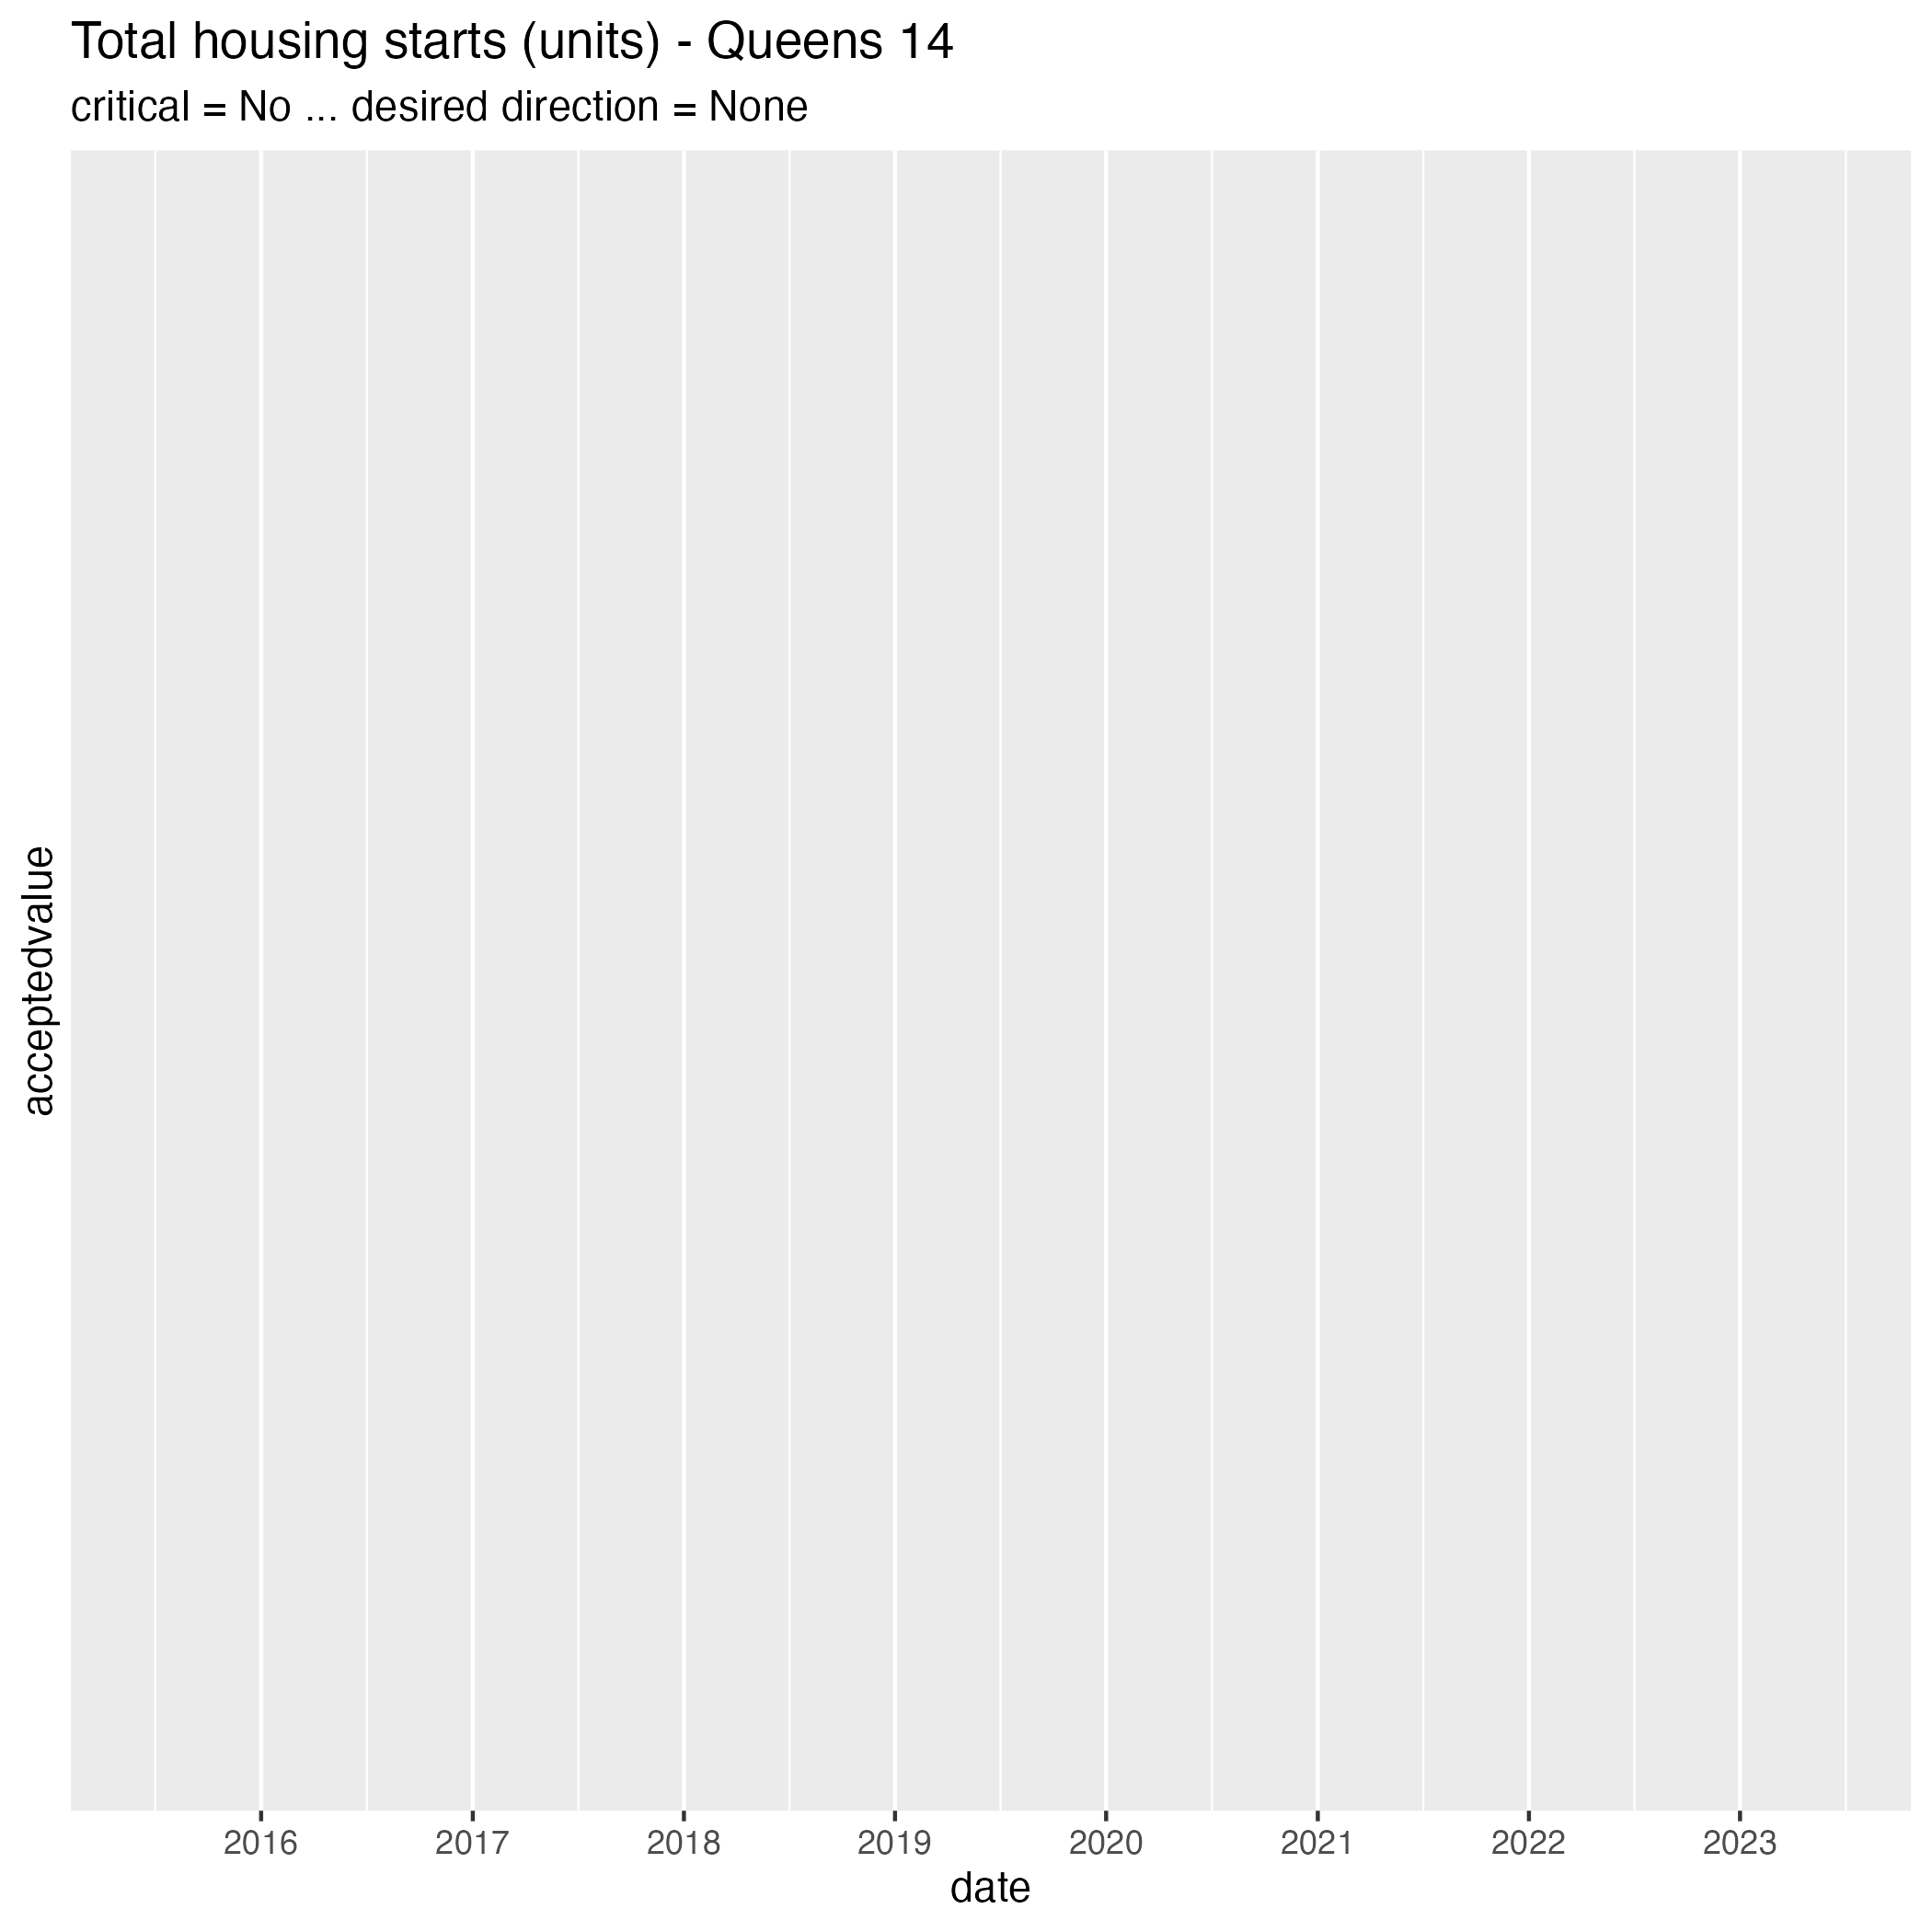 Total housing starts (units) - Queens 14
critical = No ... desired direction = None
acceptedvalue
2016 2017 2018 2019 2020 2021 2022 2023
date